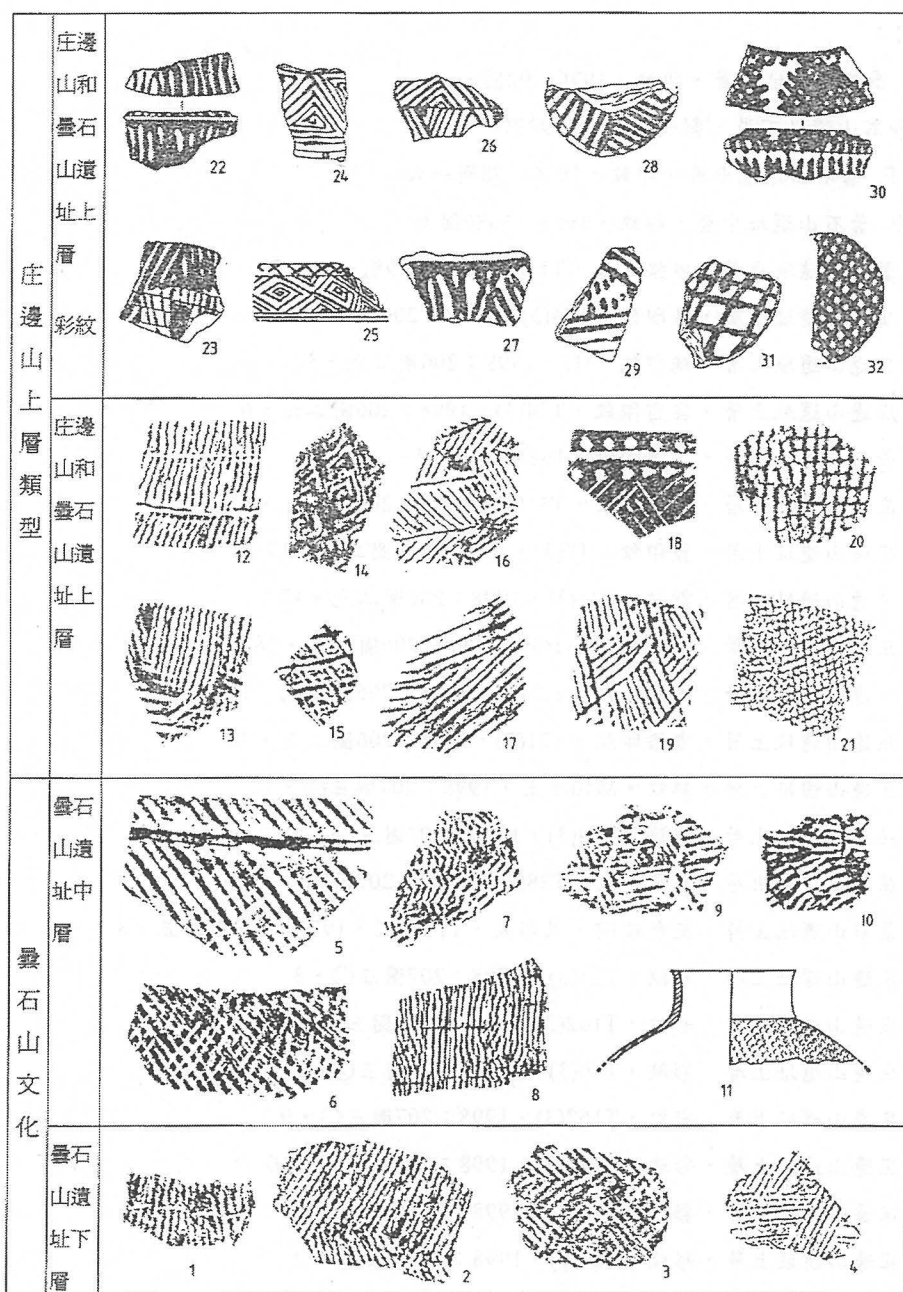 庄邊山上層類型
庄邊
山和
曇石
山遺
址上
層
彩紋
22
24
26
28
30
23
25
27
29
31
32
庄邊
山和
曇石
山遺
址上
層
12
14
16
18
20
13
15
17
19
21
曇石山文化
曇石
山遺
址中
層
5
7
9
10
6
8
11
曇石
山遺
址下
層
1
2
3
4